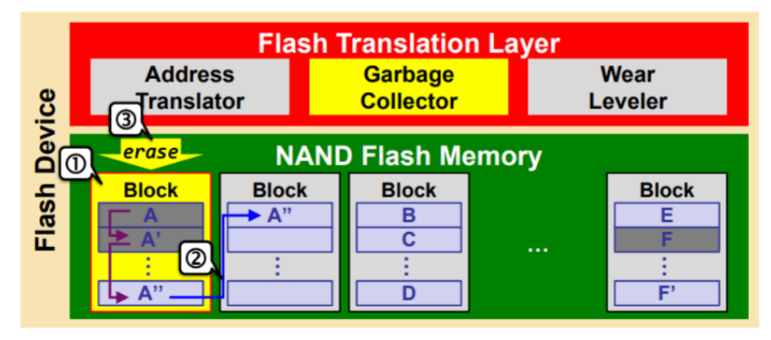 Flash Device
Flash Translation Layer
Address
Translator
Garbage
Collector
Wear
Leveler
③
erase
①
NAND Flash Memory
Block
A
A'
⋮
A’’
②
Block
A’’
⋮
Block
B
C
⋮
D
...
Block
E
F
⋮
F’